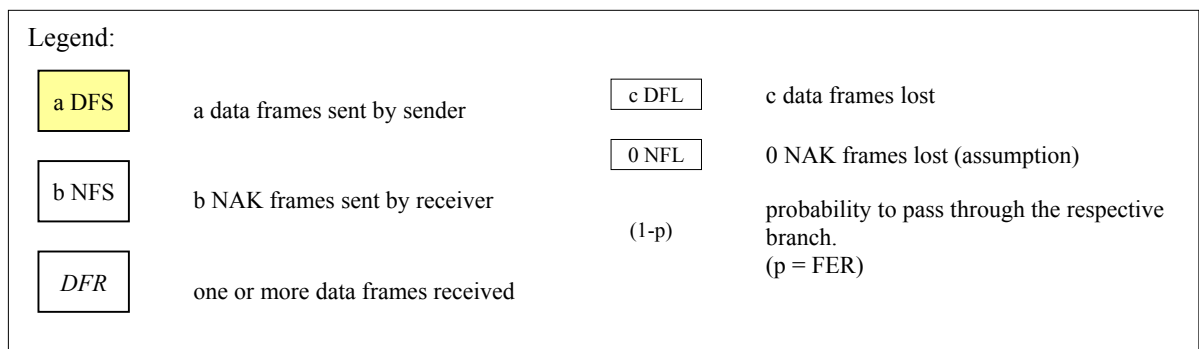 Legend:
a DFS
a data frames sent by sender
b NFS
b NAK frames sent by receiver
DFR
one or more data frames received
c DFL
c data frames lost
0 NFL
0 NAK frames lost (assumption)
(1-p)
probability to pass through the respective
branch.
(p = FER)